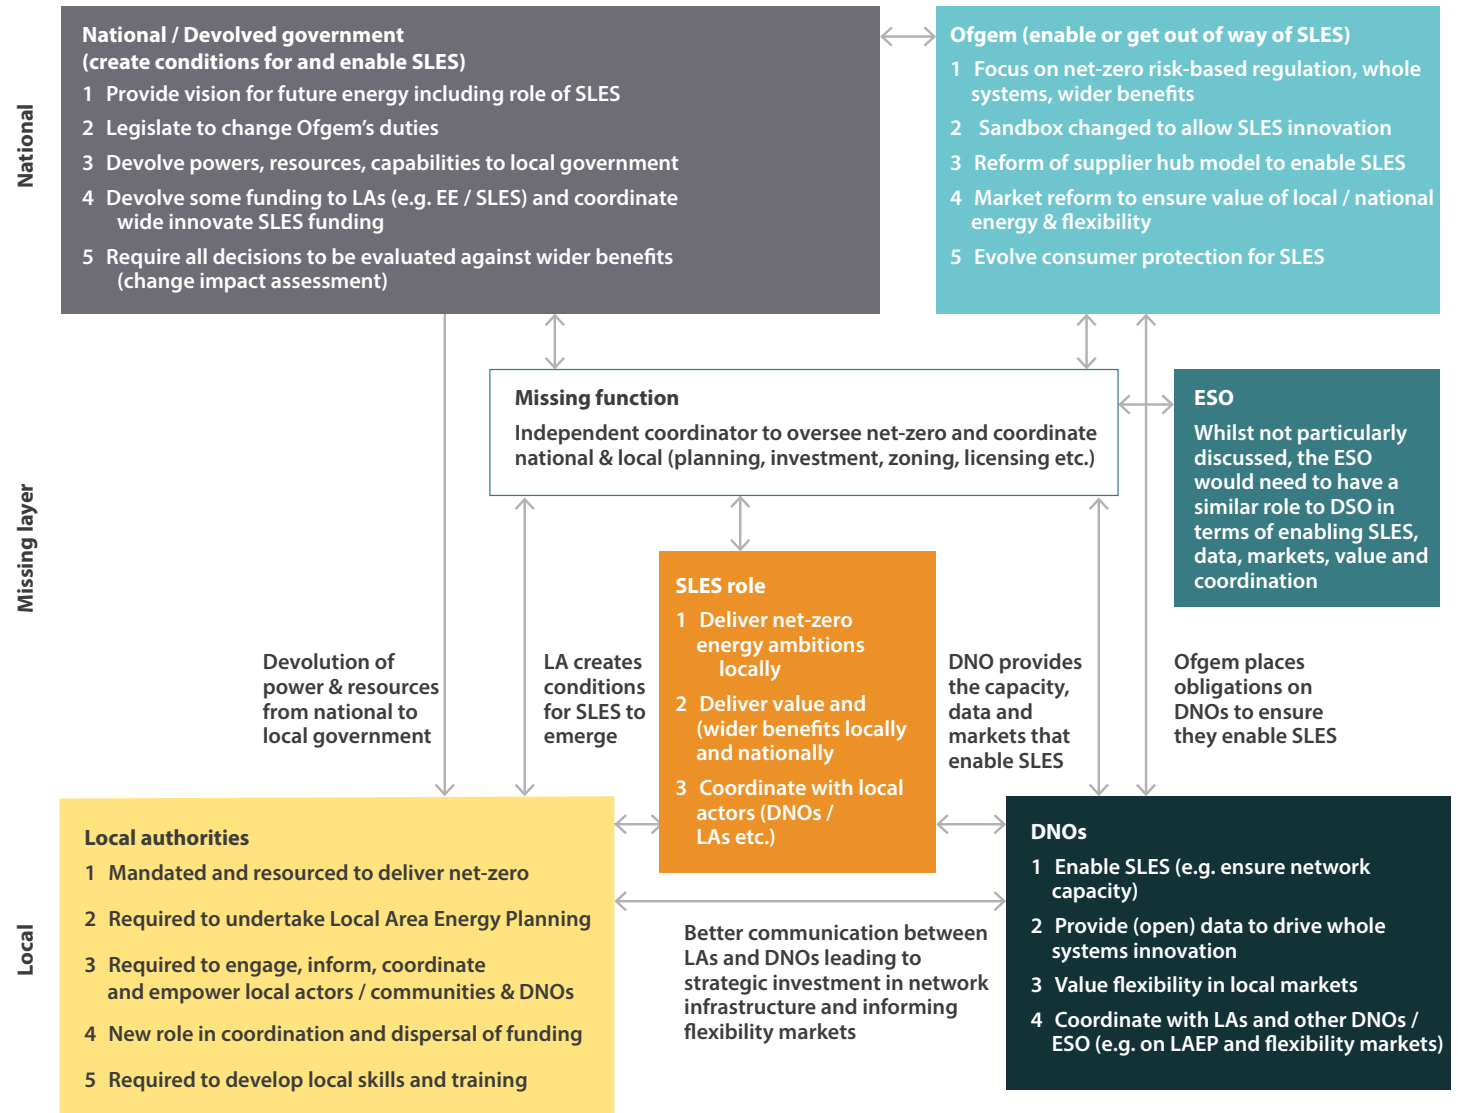 National
National / Devolved government
(create conditions for and enable SLES)
1 Provide vision for future energy including role of SLES
2 Legislate to change Ofgem’s duties
3 Devolve powers, resources, capabilities to local government
4 Devolve some funding to LAs (e.g. EE / SLES) and coordinate
wide innovate SLES funding
5 Require all decisions to be evaluated against wider benefits
(change impact assessment)
Ofgem (enable or get out of way of SLES)
1 Focus on net-zero risk-based regulation, whole
systems, wider benefits
2 Sandbox changed to allow SLES innovation
3 Reform of supplier hub model to enable SLES
4 Market reform to ensure value of local / national
energy & flexibility
5 Evolve consumer protection for SLES
Missing layer
Missing function
Independent coordinator to oversee net-zero and coordinate
national & local (planning, investment, zoning, licensing etc.)
ESO
Whilst not particularly
discussed, the ESO
would need to have a
similar role to DSO in
terms of enabling SLES,
data, markets, value and
coordination
Devolution of
power & resources
from national to
local government
LA creates
conditions
for SLES to
emerge
SLES role
1 Deliver net-zero
energy ambitions
locally
2 Deliver value and
(wider benefits locally
and nationally
3 Coordinate with local
actors (DNOs /
LAs etc.)
DNO provides
the capacity,
data and
markets that
enable SLES
Ofgem places
obligations on
DNOs to ensure
they enable SLES
Local
Local authorities
1 Mandated and resourced to deliver net-zero
2 Required to undertake Local Area Energy Planning
3 Required to engage, inform, coordinate
and empower local actors / communities & DNOs
4 New role in coordination and dispersal of funding
5 Required to develop local skills and training
Better communication between
LAs and DNOs leading to
strategic investment in network
infrastructure and informing
flexibility markets
DNOs
1 Enable SLES (e.g. ensure network
capacity)
2 Provide (open) data to drive whole
systems innovation
3 Value flexibility in local markets
4 Coordinate with LAs and other DNOs /
ESO (e.g. on LAEP and flexibility markets)